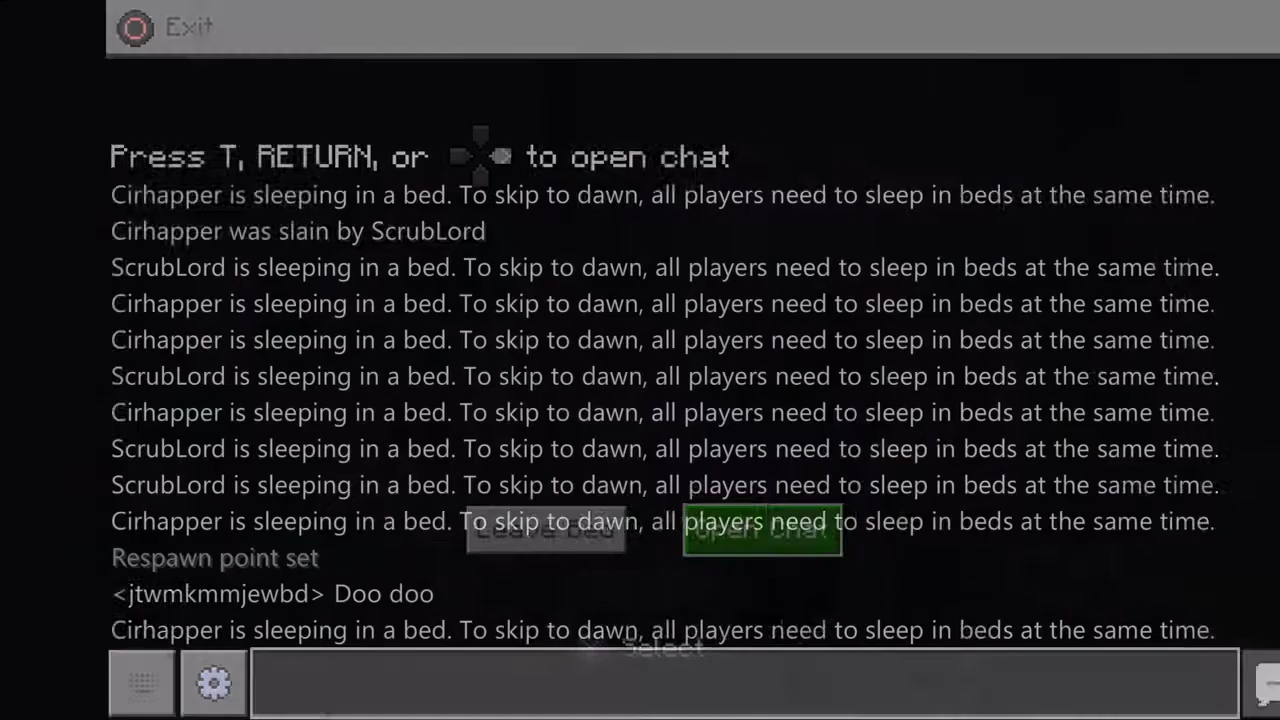 Exit
Press T, RETURN, or to open chat
Cirhapper is sleeping in a bed. To skip to dawn, all players need to sleep in beds at the same time.
Cirhapper was slain by ScrubLord
ScrubLord is sleeping in a bed. To skip to dawn, all players need to sleep in beds at the same time.
Cirhapper is sleeping in a bed. To skip to dawn, all players need to sleep in beds at the same time.
Cirhapper is sleeping in a bed. To skip to dawn, all players need to sleep in beds at the same time.
ScrubLord is sleeping in a bed. To skip to dawn, all players need to sleep in beds at the same time.
Cirhapper is sleeping in a bed. To skip to dawn, all players need to sleep in beds at the same time.
ScrubLord is sleeping in a bed. To skip to dawn, all players need to sleep in beds at the same time.
ScrubLord is sleeping in a bed. To skip to dawn, all players need to sleep in beds at the same time.
Cirhapper is sleeping in a bed. To skip to dawn, all players need to sleep in beds at the same time.
Leave Bed
Open Chat
Respawn point set
<jtwmkmmjewbd> Doo doo
Cirhapper is sleeping in a bed. To skip to dawn, all players need to sleep in beds at the same time.
Select